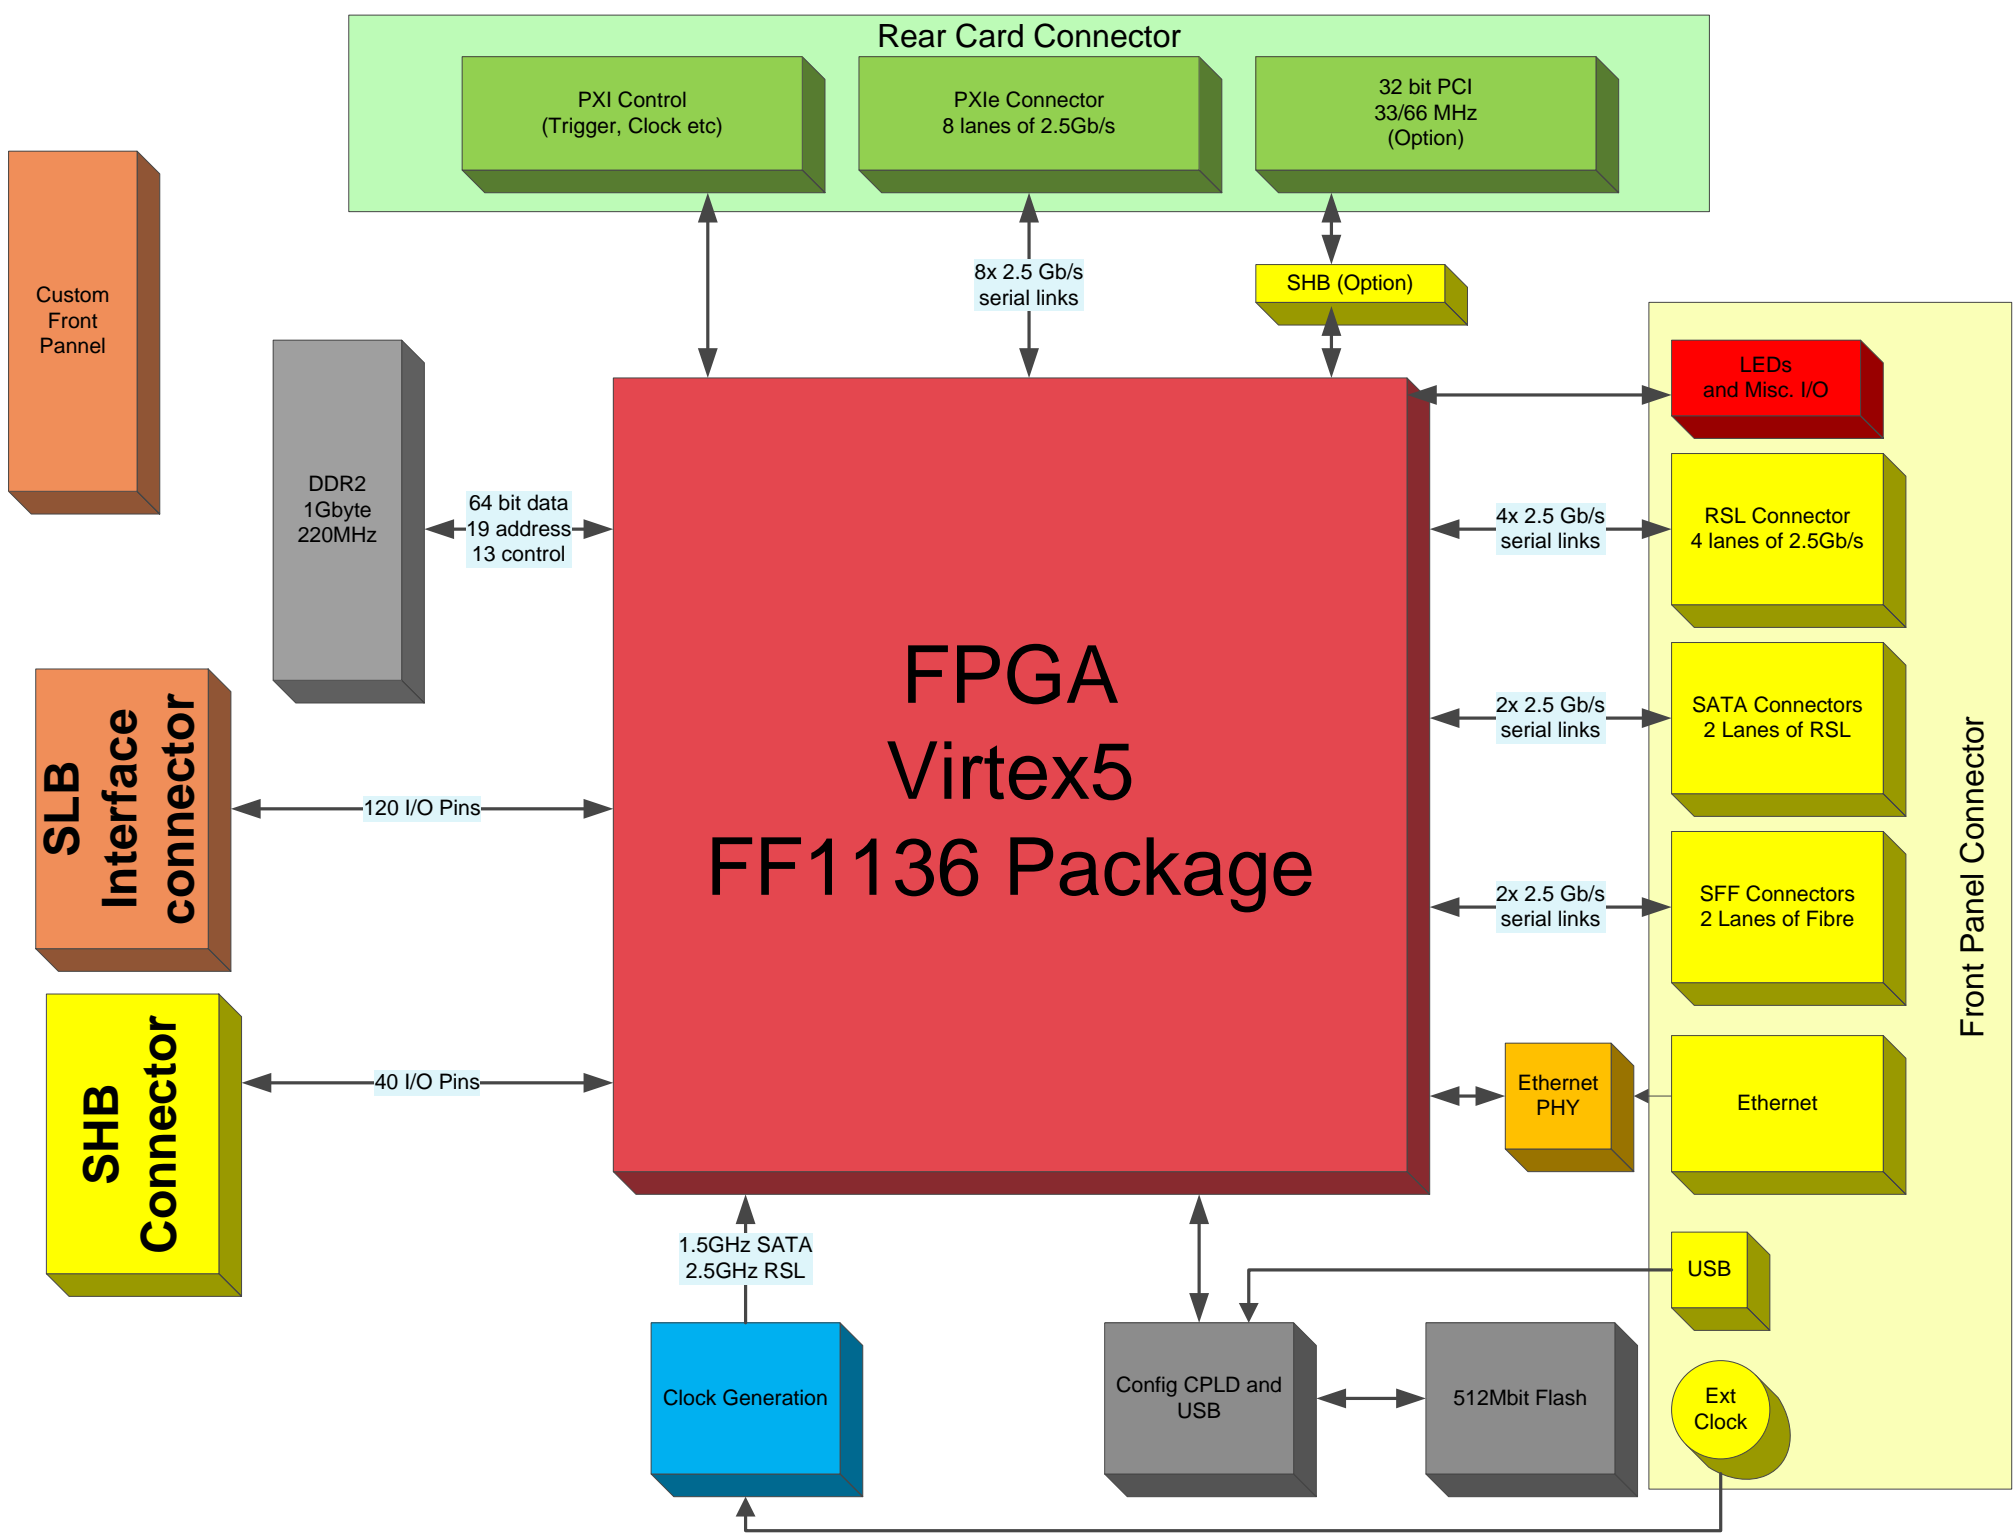 Rear Card Connector
PXI Control
(Trigger, Clock etc)
PXIe Connector
8 lanes of 2.5Gb/s
32 bit PCI
33/66 MHz
(Option)
Custom
Front
Pannel
8x 2.5 Gb/s
serial links
SHB (Option)
DDR2
1Gbyte
220MHz
64 bit data
19 address
13 control
LEDs
and Misc. I/O
4x 2.5 Gb/s
serial links
RSL Connector
4 lanes of 2.5Gb/s
FPGA
Virtex5
FF1136 Package
2x 2.5 Gb/s
serial links
SATA Connectors
2 Lanes of RSL
Front Panel Connector
SLB
Interface
connector
120 I/O Pins
2x 2.5 Gb/s
serial links
SFF Connectors
2 Lanes of Fibre
SHB
Connector
40 I/O Pins
Ethernet
PHY
Ethernet
1.5GHz SATA
2.5GHz RSL
USB
Clock Generation
Config CPLD and
USB
512Mbit Flash
Ext
Clock